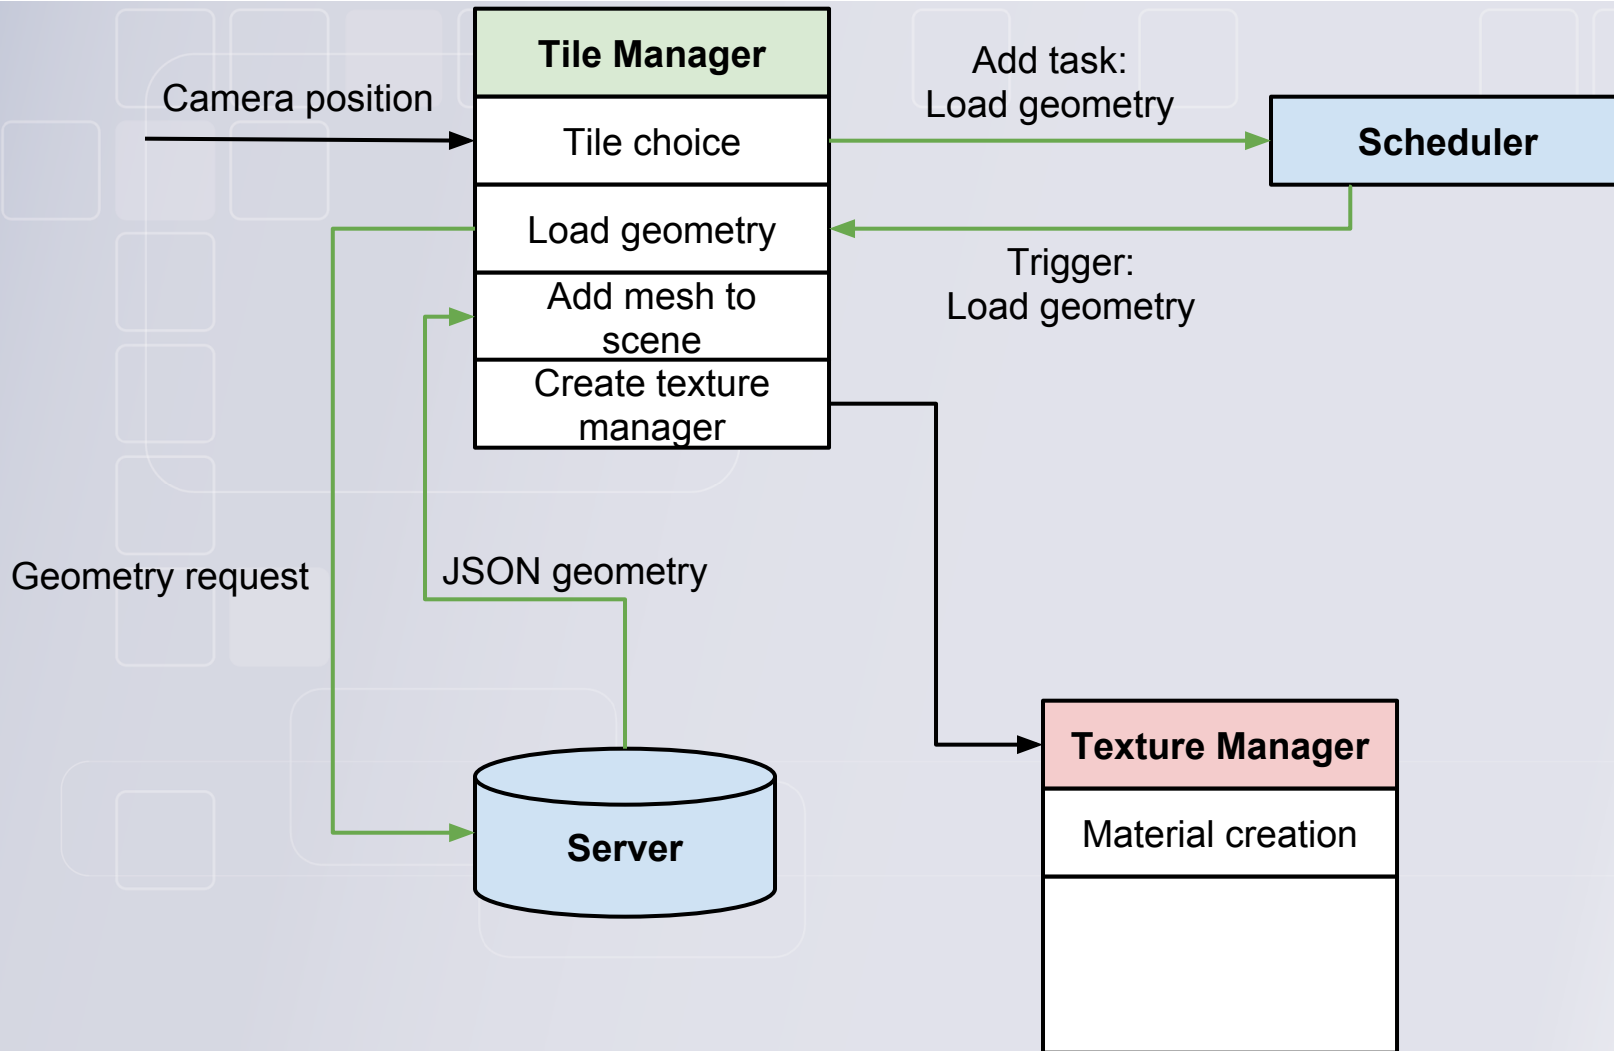 Tile Manager
Camera position
Tile choice
Add task:
Load geometry
Scheduler
Load geometry
Trigger:
Load geometry
Add mesh to
scene
Create texture
manager
Geometry request
JSON geometry
Server
Texture Manager
Material creation